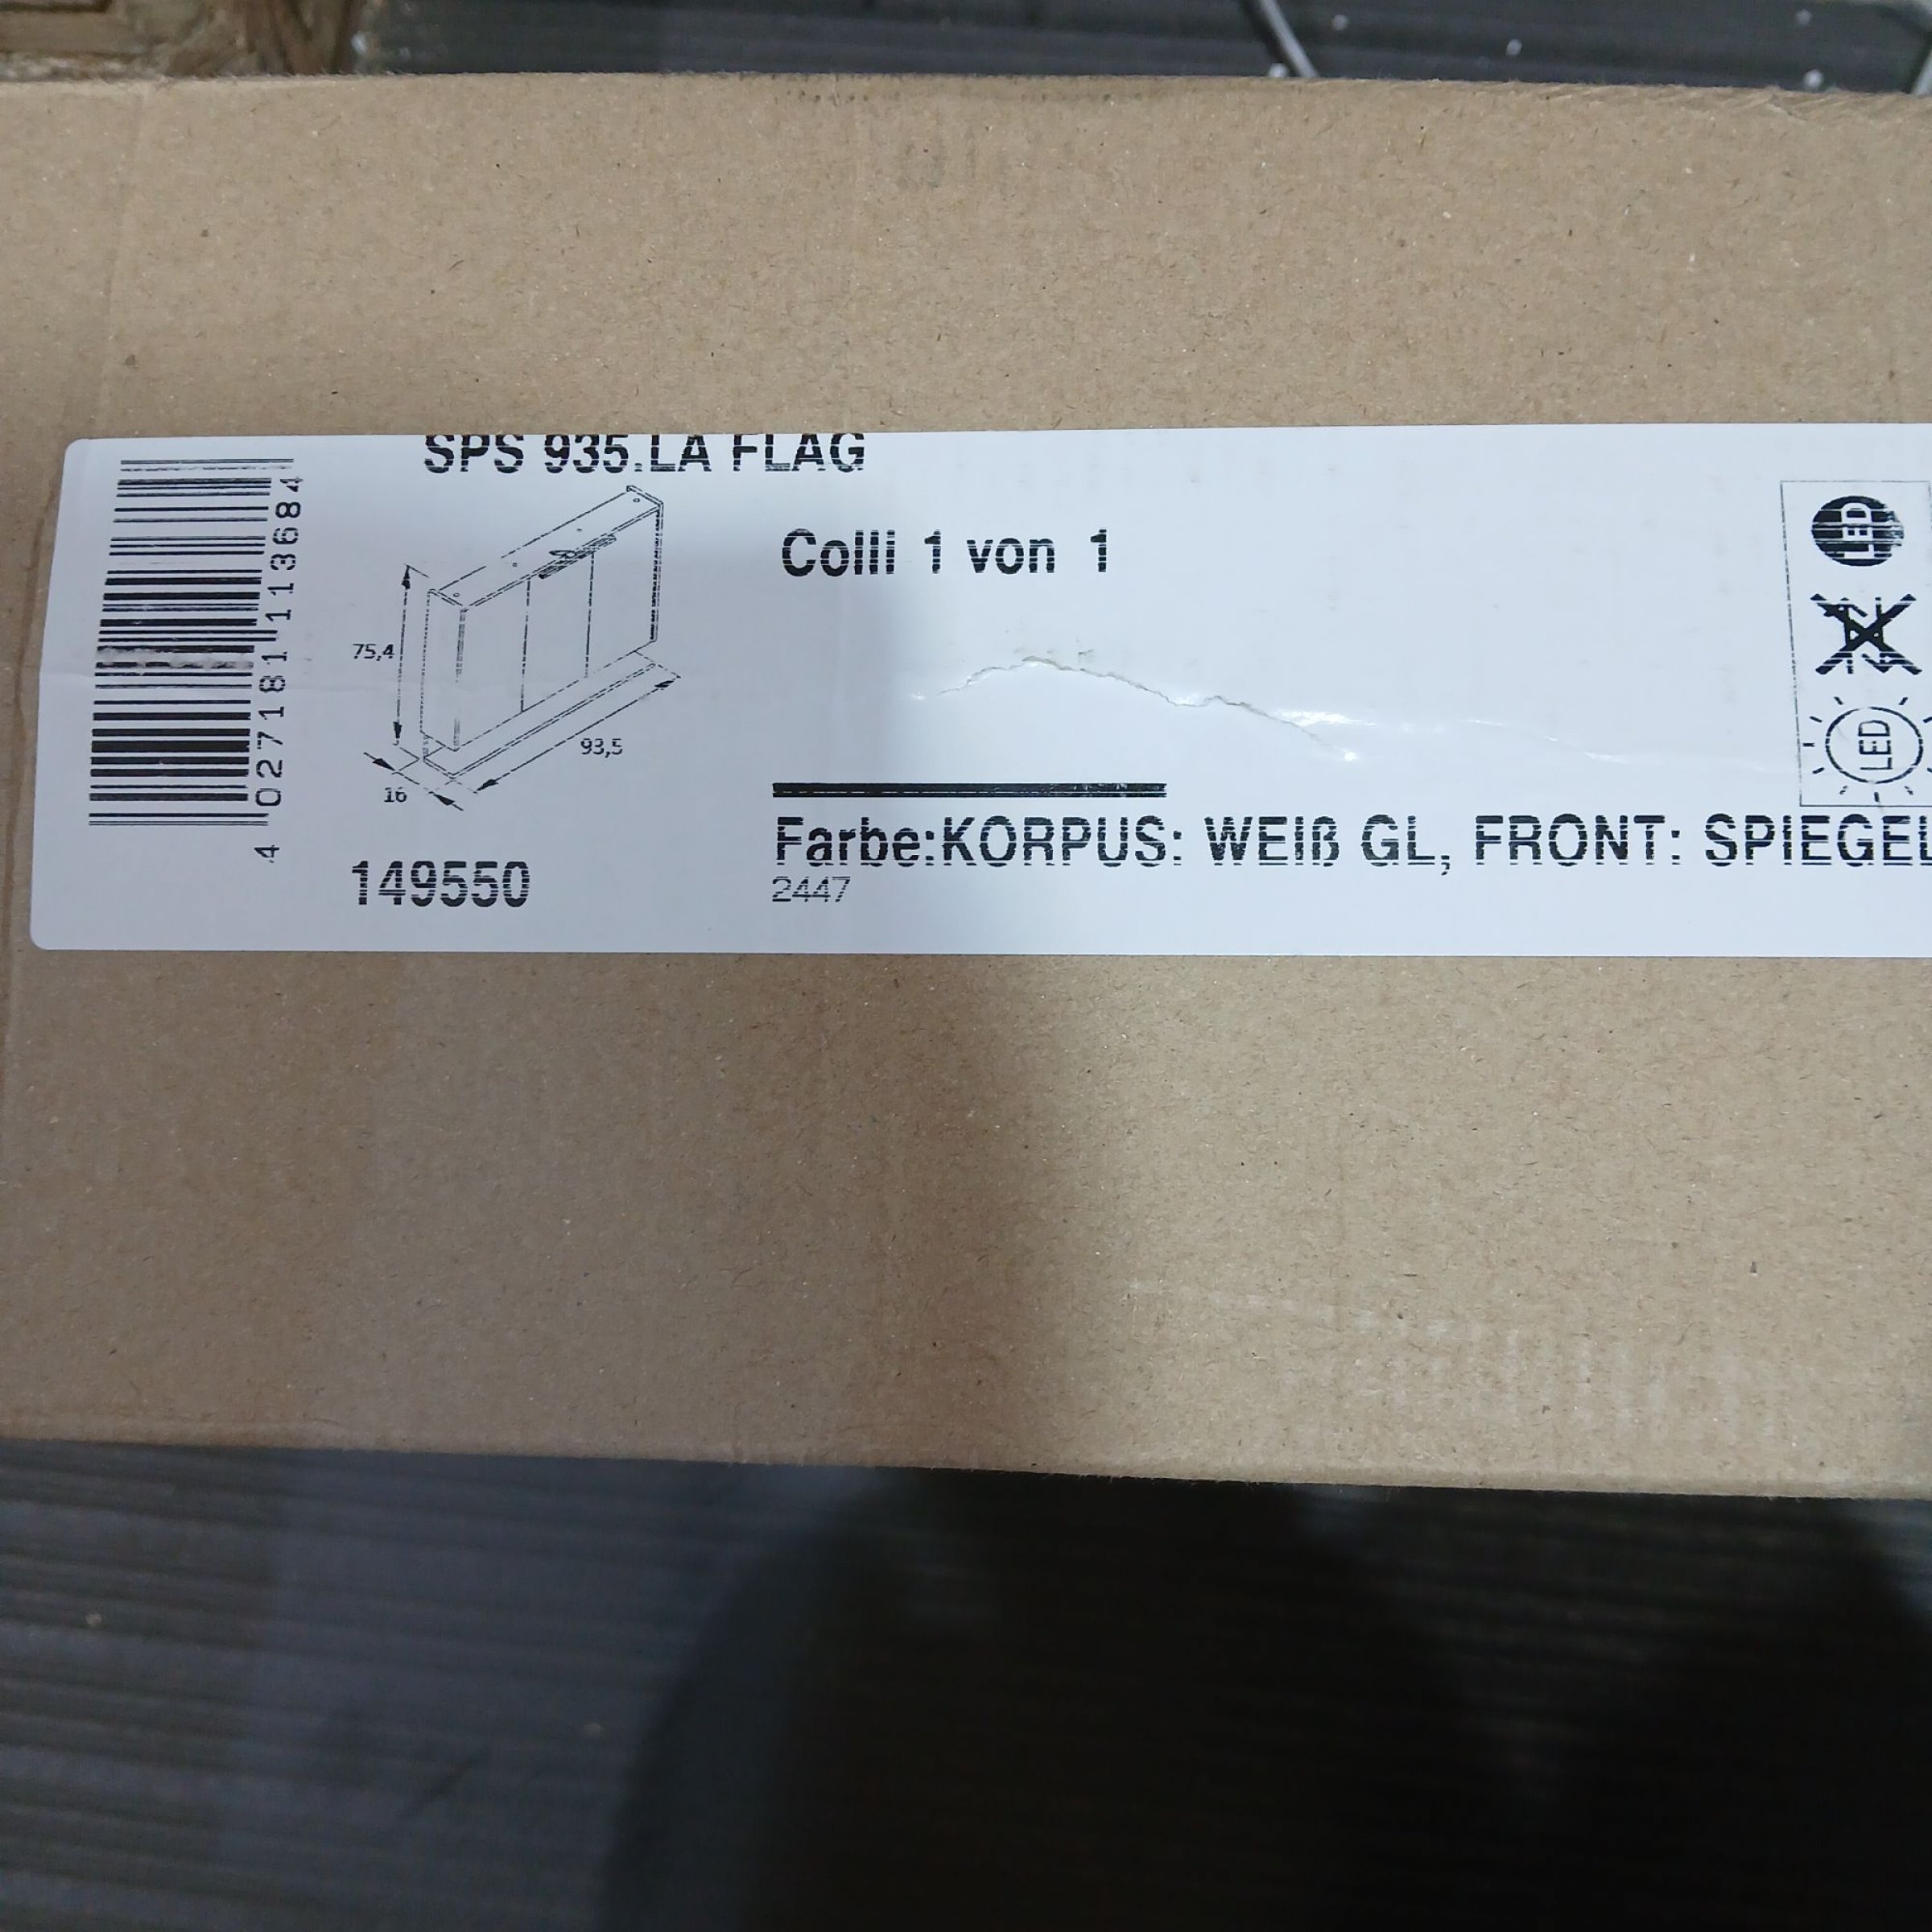 SPS 935.LA FLAG
4 027181 113684
Colli 1 von 1
LED
75,4
93,5
16
LED
Farbe:KORPUS: WEIß GL, FRONT: SPIEGEL
149550
2447